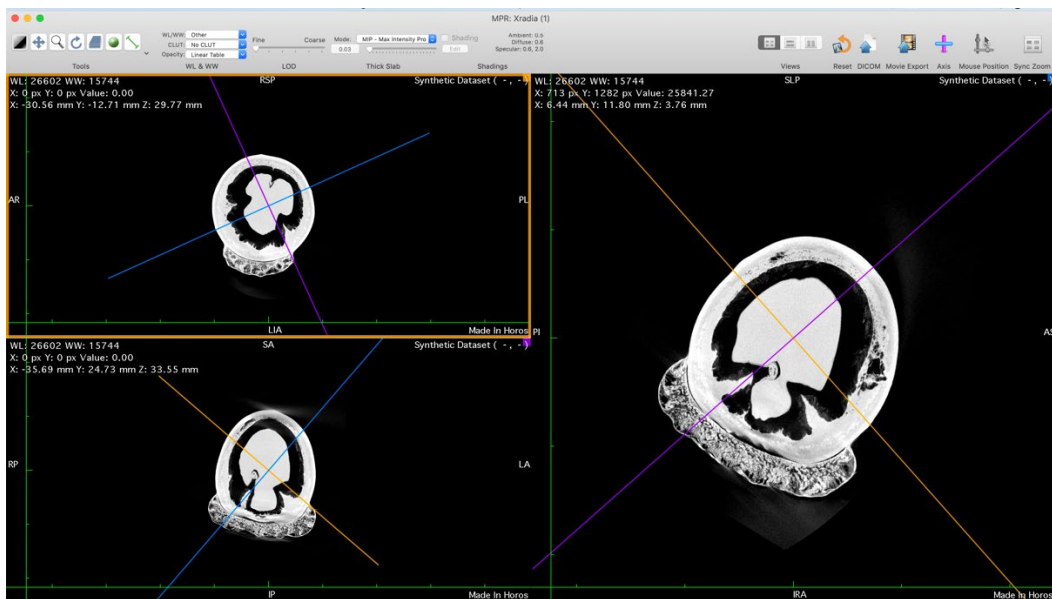 MPR: Xradia (1)
WL/WW: Other
CLUT: No CLUT
Opacity: Linear Table
Fine Coarse
Mode: MIP - Max Intensity Pro
0.03
Shading
Edit
Ambient: 0.5
Diffuse: 0.6
Specular: 0.6, 2.0
Tools WL & WW LOD Thick Slab Shadings Views Reset DICOM Movie Export Axis Mouse Position Sync Zoom
WL: 26602 WW: 15744 RSP Synthetic Dataset ( -, -)
X: 0 px Y: 0 px Value: 0.00
X: -30.56 mm Y: -12.71 mm Z: 29.77 mm
AR PL
LIA Made In Horos
WL: 26602 WW: 15744 SA Synthetic Dataset ( -, -)
X: 0 px Y: 0 px Value: 0.00
X: -35.69 mm Y: 24.73 mm Z: 33.55 mm
RP LA
IP Made In Horos
WL: 26602 WW: 15744 SLP Synthetic Dataset ( -, -)
X: 713 px Y: 1282 px Value: 25841.27
X: 6.44 mm Y: 11.80 mm Z: 3.76 mm
AS
IRA Made In Horos